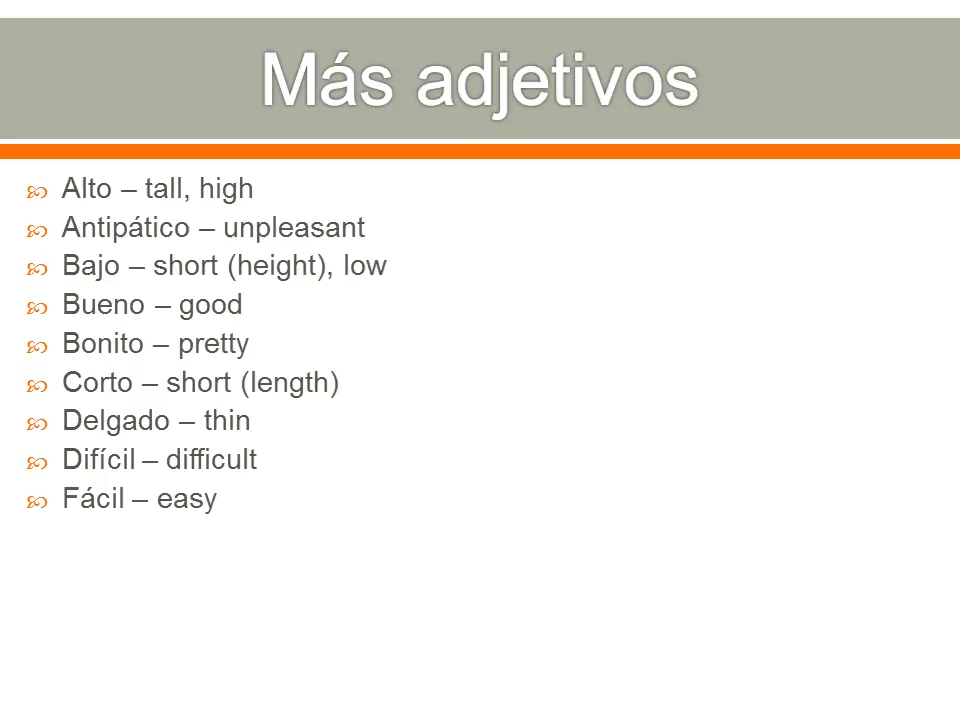 Más adjetivos
Alto – tall, high
Antipático – unpleasant
Bajo – short (height), low
Bueno – good
Bonito – pretty
Corto – short (length)
Delgado – thin
Difícil – difficult
Fácil – easy